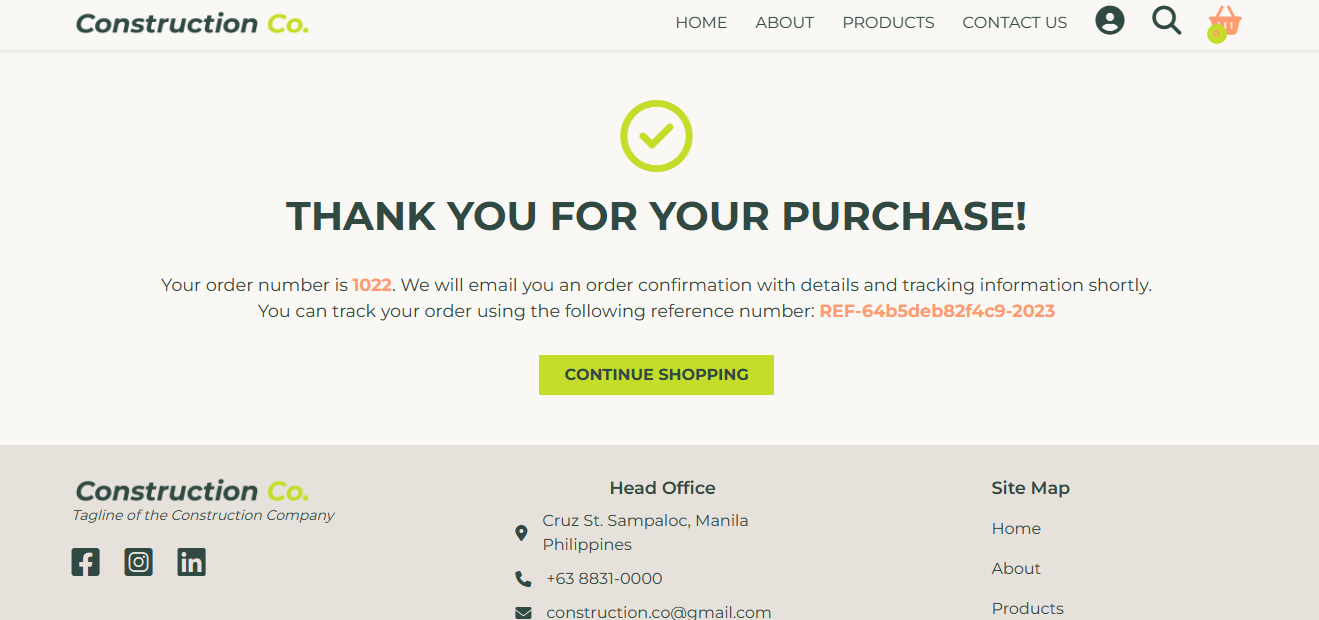 Construction Co.
HOME ABOUT PRODUCTS CONTACT US
THANK YOU FOR YOUR PURCHASE!
Your order number is 1022. We will email you an order confirmation with details and tracking information shortly.
You can track your order using the following reference number: REF-64b5deb82f4c9-2023
CONTINUE SHOPPING
Construction Co.
Tagline of the Construction Company
Head Office
Cruz St. Sampaloc, Manila
Philippines
+63 8831-0000
construction.co@gmail.com
Site Map
Home
About
Products